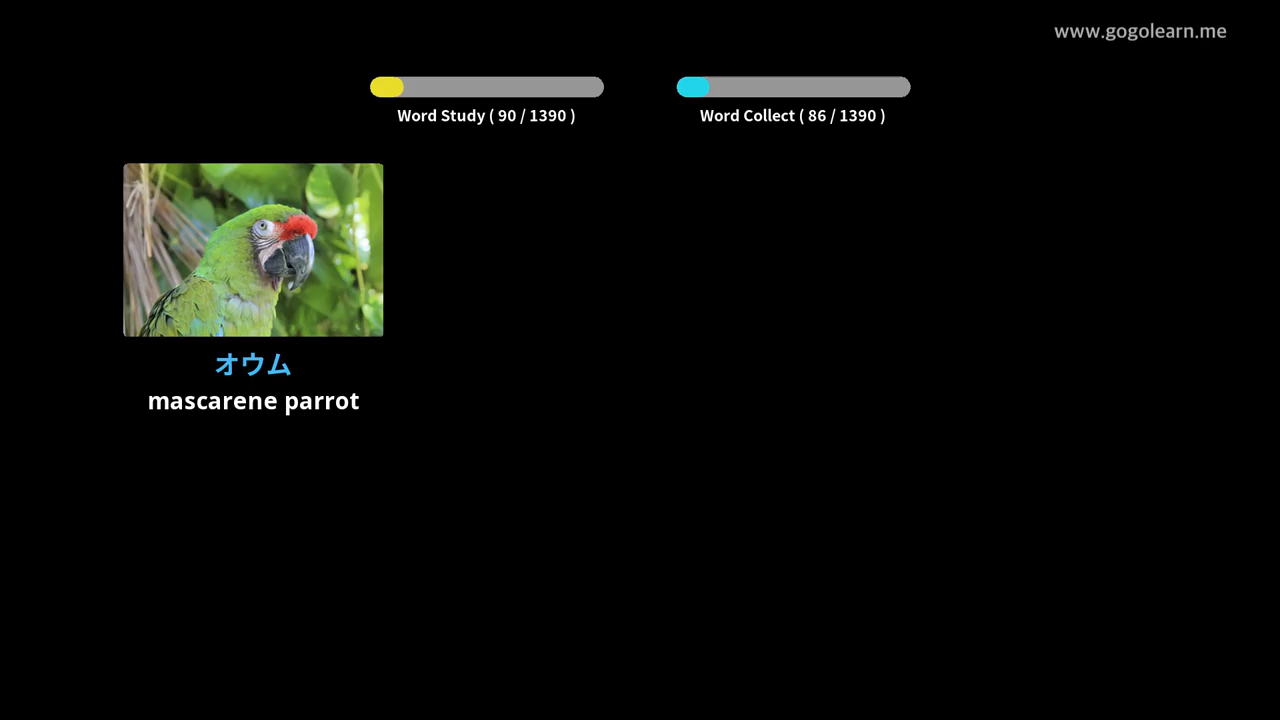 www.gogolearn.me
Word Study ( 90 / 1390 )
Word Collect ( 86 / 1390 )
オウム
mascarene parrot